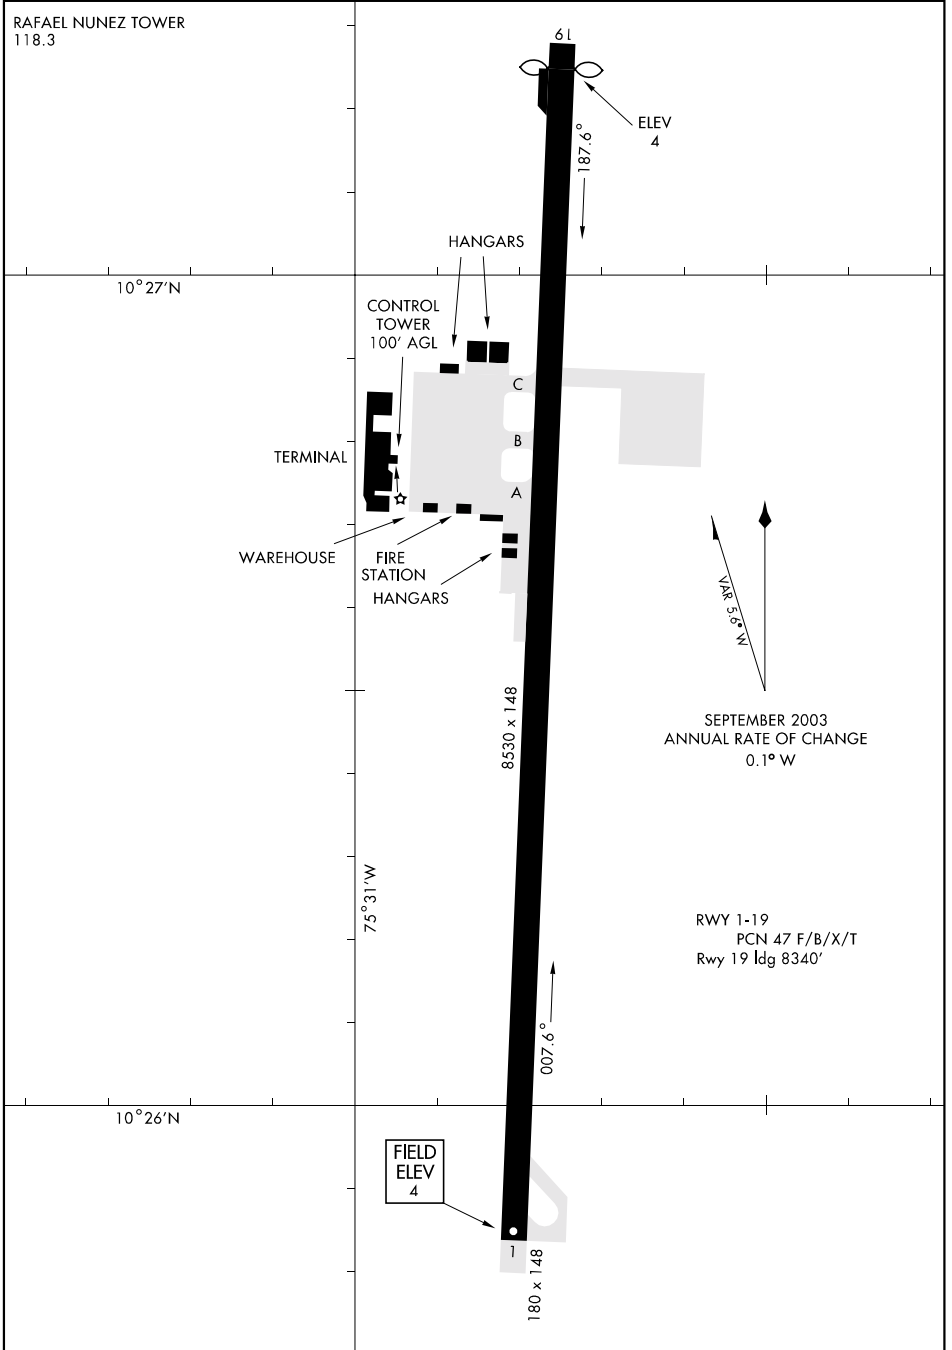 RAFAEL NUNEZ TOWER
118.3
19
ELEV
4
187.6°
HANGARS
10°27'N
CONTROL
TOWER
100' AGL
C
B
A
TERMINAL
WAREHOUSE
FIRE
STATION
HANGARS
VAR 5.6° W
8530 x 148
SEPTEMBER 2003
ANNUAL RATE OF CHANGE
0.1° W
75°31'W
RWY 1-19
PCN 47 F/B/X/T
Rwy 19 ldg 8340'
007.6°
10°26'N
FIELD
ELEV
4
1
180 x 148